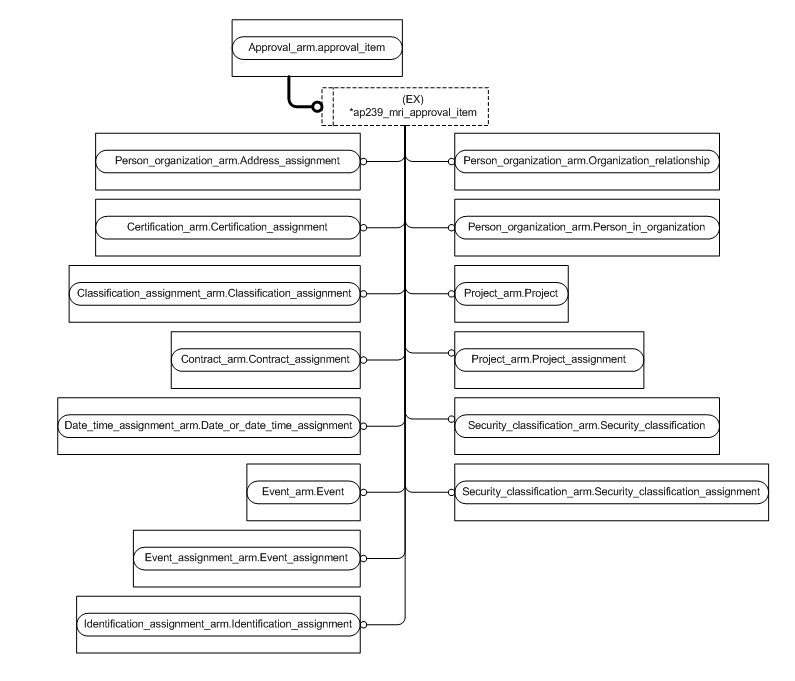 Approval_arm.approval_item
(EX)
*ap239_mri_approval_item
Person_organization_arm.Address_assignment
Person_organization_arm.Organization_relationship
Certification_arm.Certification_assignment
Person_organization_arm.Person_in_organization
Classification_assignment_arm.Classification_assignment
Project_arm.Project
Contract_arm.Contract_assignment
Project_arm.Project_assignment
Date_time_assignment_arm.Date_or_date_time_assignment
Security_classification_arm.Security_classification
Event_arm.Event
Security_classification_arm.Security_classification_assignment
Event_assignment_arm.Event_assignment
Identification_assignment_arm.Identification_assignment